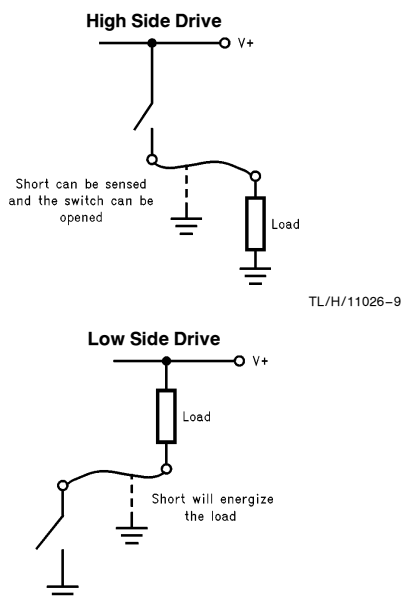 High Side Drive
V+
Short can be sensed
and the switch can be
opened
Load
TL/H/11026–9
Low Side Drive
V+
Load
Short will energize
the load